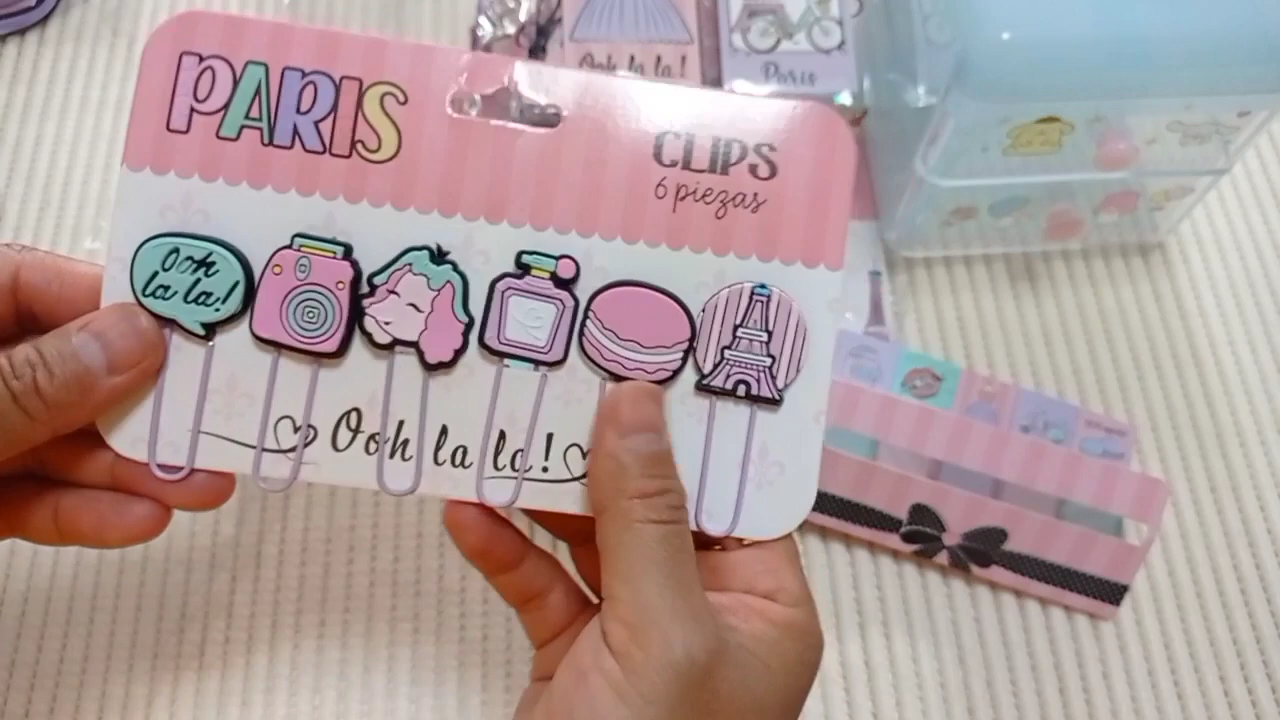 Ooh la la!
Paris
PARIS
CLIPS
6 piezas
Ooh
la la!
Ooh la la!